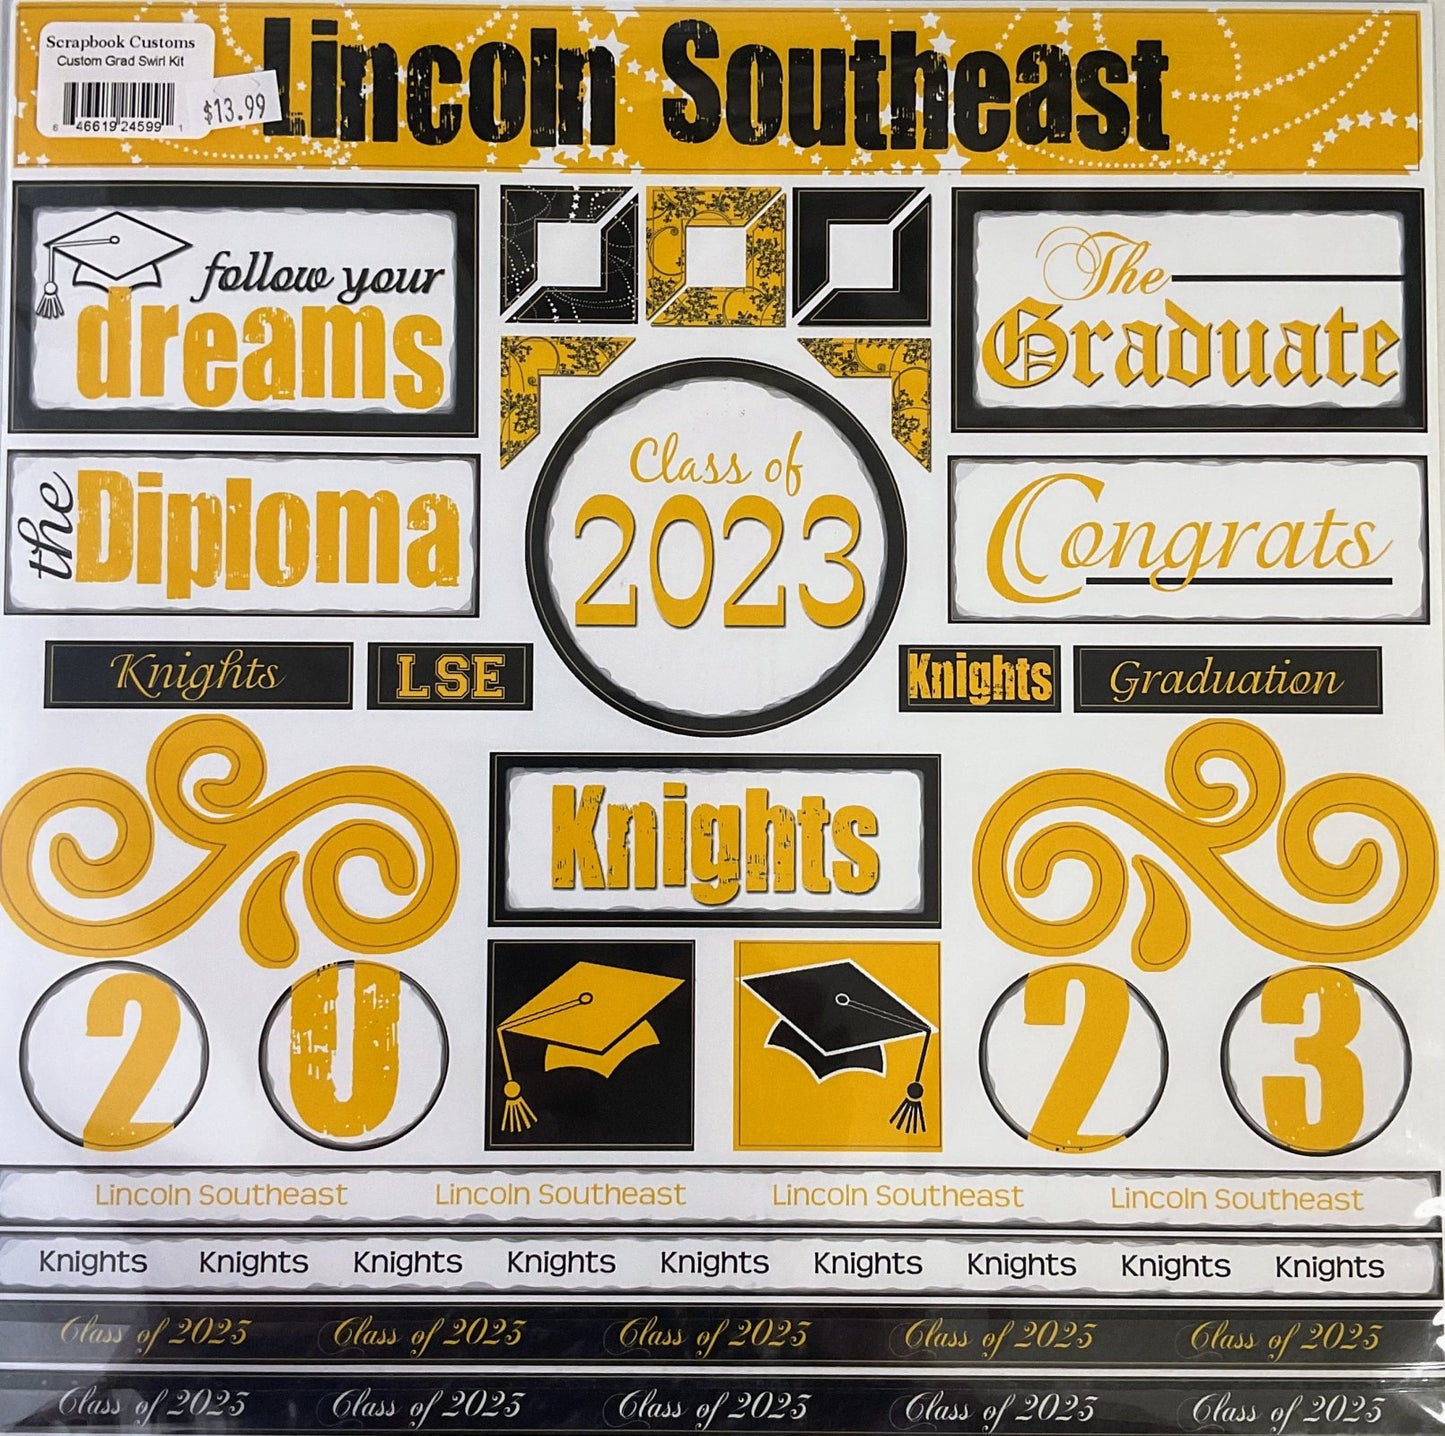 Scrapbook Customs
Custom Grad Swirl Kit
6 46619 24599 1
$13.99
Lincoln Southeast
follow your
dreams
The
Graduate
the Diploma
Class of
2023
Congrats
Knights
LSE
Knights
Graduation
Knights
2 0 2 3
Lincoln Southeast Lincoln Southeast Lincoln Southeast Lincoln Southeast
Knights Knights Knights Knights Knights Knights Knights Knights Knights
Class of 2023 Class of 2023 Class of 2023 Class of 2023 Class of 2023
Class of 2023 Class of 2023 Class of 2023 Class of 2023 Class of 2023